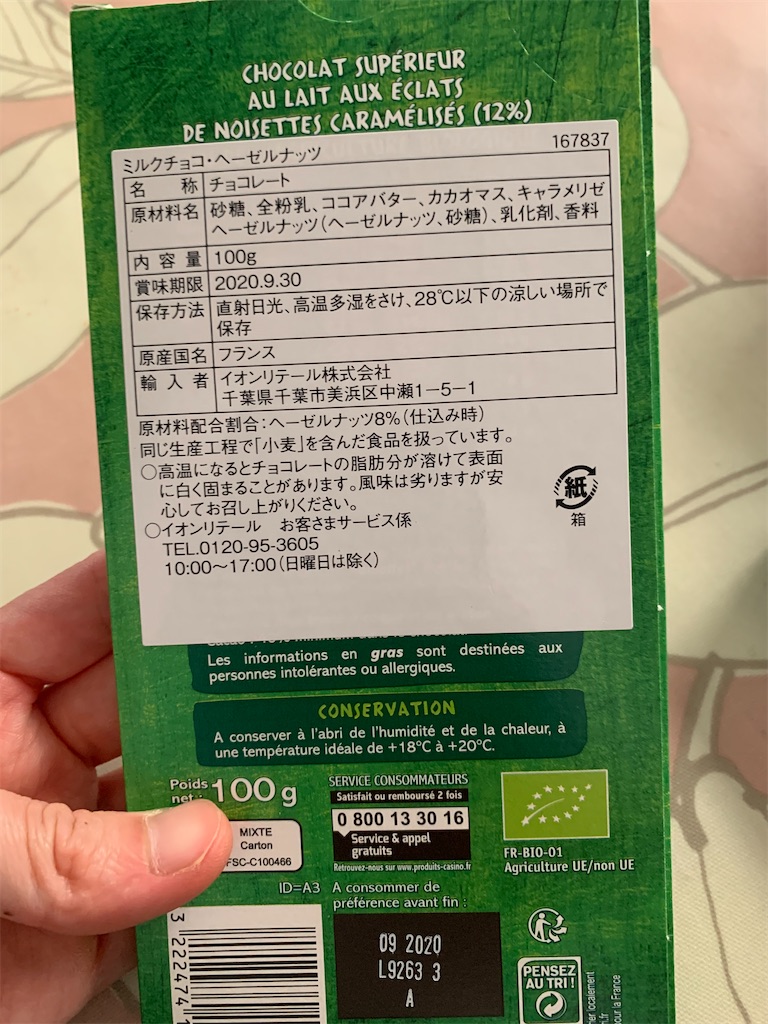 CHOCOLAT SUPÉRIEUR
AU LAIT AUX ÉCLATS
DE NOISETTES CARAMÉLISÉS (12%)
ミルクチョコ・ヘーゼルナッツ 167837
名 称 チョコレート
原材料名 砂糖、全粉乳、ココアバター、カカオマス、キャラメリゼ
ヘーゼルナッツ(ヘーゼルナッツ、砂糖)、乳化剤、香料
内容量 100g
賞味期限 2020.9.30
保存方法 直射日光、高温多湿をさけ、28℃以下の涼しい場所で
保存
原産国名 フランス
輸入者 イオンリテール株式会社
千葉県千葉市美浜区中瀬1-5-1
原材料配合割合:ヘーゼルナッツ8%(仕込み時)
同じ生産工程で「小麦」を含んだ食品を扱っています。
○高温になるとチョコレートの脂肪分が溶けて表面
に白く固まることがあります。風味は劣りますが安
心してお召し上がりください。
紙
箱
○イオンリテール お客さまサービス係
TEL.0120-95-3605
10:00~17:00(日曜日は除く)
Les informations en gras sont destinées aux
personnes intolérantes ou allergiques.
CONSERVATION
A conserver à l'abri de l'humidité et de la chaleur, à
une température idéale de +18°C à +20°C.
Poids
net : 100 g
MIXTE
Carton
FSC-C100466
SERVICE CONSOMMATEURS
Satisfait ou remboursé 2 fois
0 800 13 30 16
Service & appel
gratuits
Retrouvez-nous sur www.produits-casino.fr
FR-BIO-01
Agriculture UE/non UE
ID=A3
A consommer de
préférence avant fin :
09 2020
L9263 3
A
3 222474
PENSEZ
AU TRI !